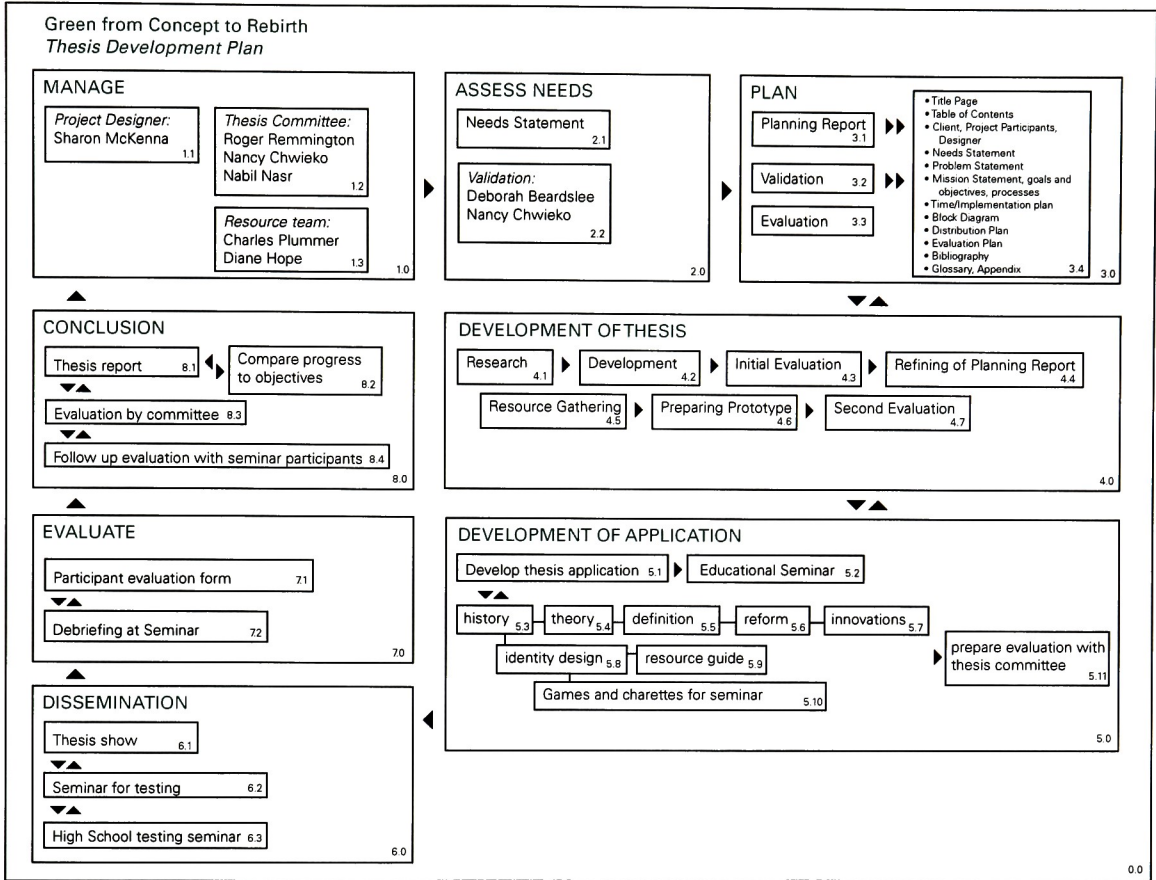 Green from Concept to Rebirth
Thesis Development Plan
MANAGE
Project Designer:
Sharon McKenna
1.1
Thesis Committee:
Roger Remmington
Nancy Chwieko
Nabil Nasr
1.2
Resource team:
Charles Plummer
Diane Hope
1.3
1.0
ASSESS NEEDS
Needs Statement
2.1
Validation:
Deborah Beardslee
Nancy Chwieko
2.2
2.0
PLAN
Planning Report
3.1
Validation 3.2
Evaluation 3.3
• Title Page
• Table of Contents
• Client, Project Participants,
Designer
• Needs Statement
• Problem Statement
• Mission Statement, goals and
objectives, processes
• Time/Implementation plan
• Block Diagram
• Distribution Plan
• Evaluation Plan
• Bibliography
• Glossary, Appendix
3.4
3.0
CONCLUSION
Thesis report 8.1
Compare progress
to objectives
8.2
Evaluation by committee 8.3
Follow up evaluation with seminar participants 8.4
8.0
DEVELOPMENT OF THESIS
Research
4.1
Development
4.2
Initial Evaluation
4.3
Refining of Planning Report
4.4
Resource Gathering
4.5
Preparing Prototype
4.6
Second Evaluation
4.7
4.0
EVALUATE
Participant evaluation form 7.1
Debriefing at Seminar 7.2
7.0
DEVELOPMENT OF APPLICATION
Develop thesis application 5.1
Educational Seminar 5.2
history 5.3
theory 5.4
definition 5.5
reform 5.6
innovations 5.7
identity design 5.8
resource guide 5.9
Games and charettes for seminar 5.10
prepare evaluation with
thesis committee
5.11
5.0
DISSEMINATION
Thesis show 6.1
Seminar for testing 6.2
High School testing seminar 6.3
6.0
0.0